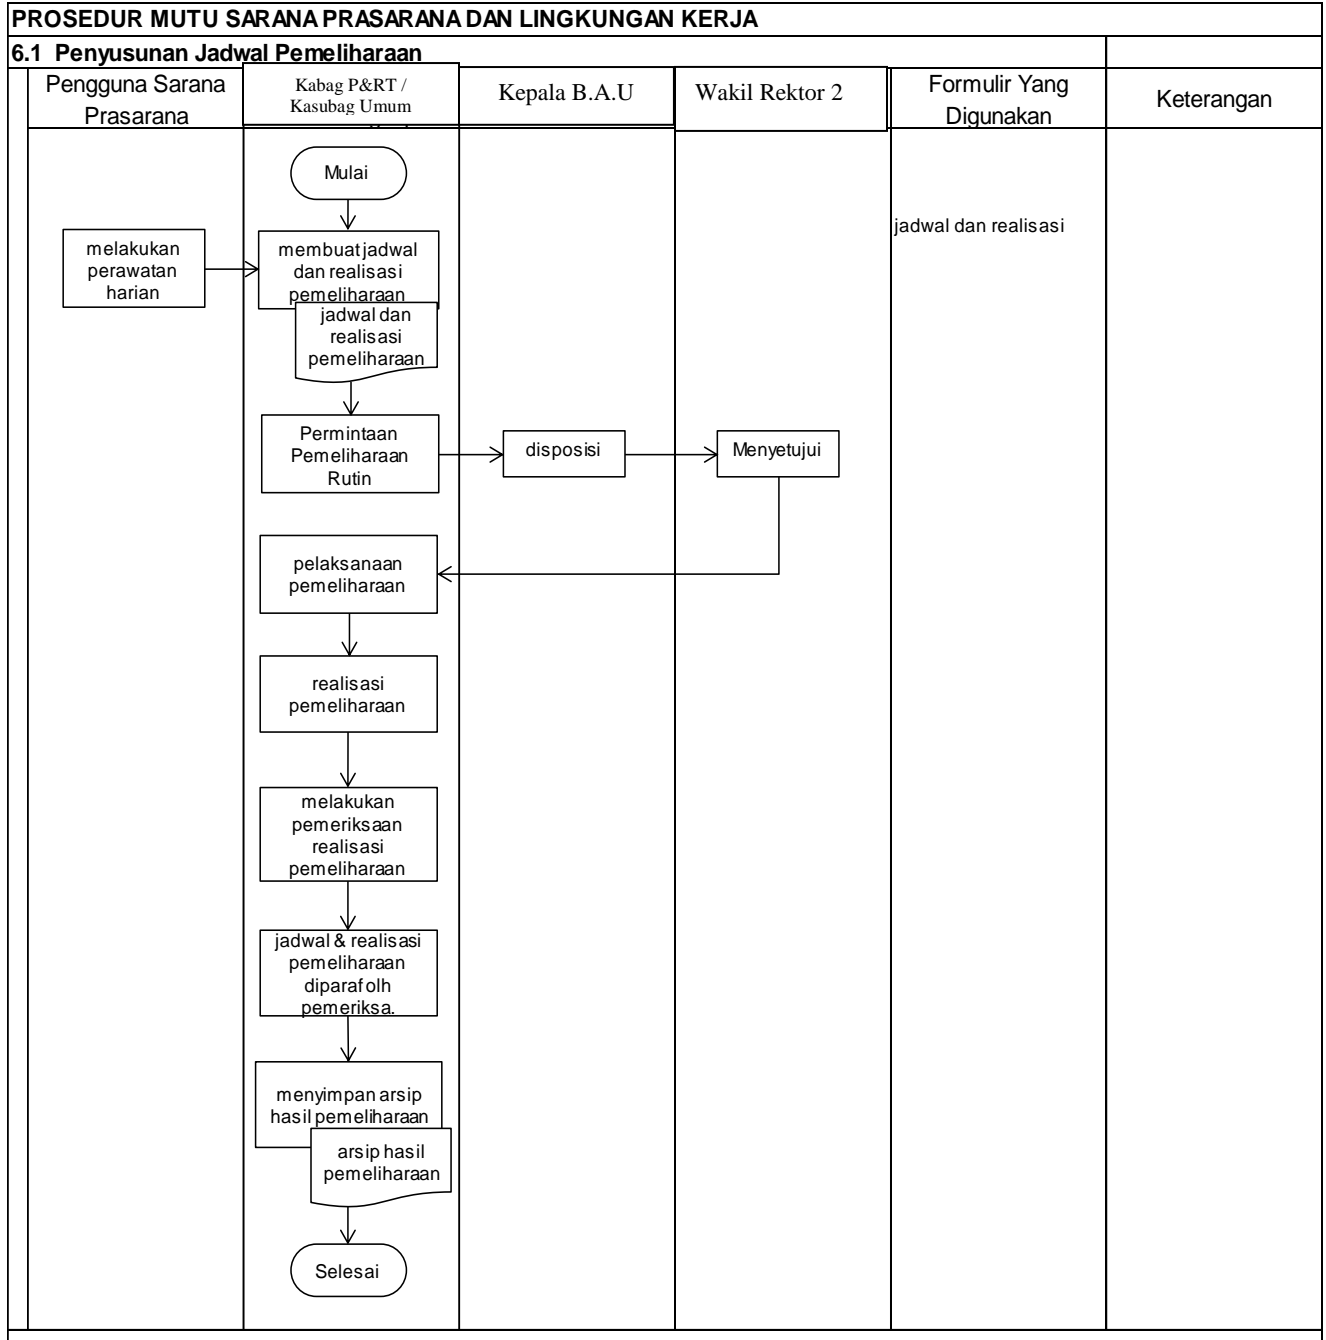 PROSEDUR MUTU SARANA PRASARANA DAN LINGKUNGAN KERJA
6.1 Penyusunan Jadwal Pemeliharaan
Pengguna Sarana
Prasarana
Kabag P&RT /
Kasubag Umum
Kepala B.A.U
Wakil Rektor 2
Formulir Yang
Digunakan
Keterangan
Mulai
jadwal dan realisasi
melakukan
perawatan
harian
membuat jadwal
dan realisasi
pemeliharaan
jadwal dan
realisasi
pemeliharaan
Permintaan
Pemeliharaan
Rutin
disposisi
Menyetujui
pelaksanaan
pemeliharaan
realisasi
pemeliharaan
melakukan
pemeriksaan
realisasi
pemeliharaan
jadwal & realisasi
pemeliharaan
diparaf olh
pemeriksa.
menyimpan arsip
hasil pemeliharaan
arsip hasil
pemeliharaan
Selesai